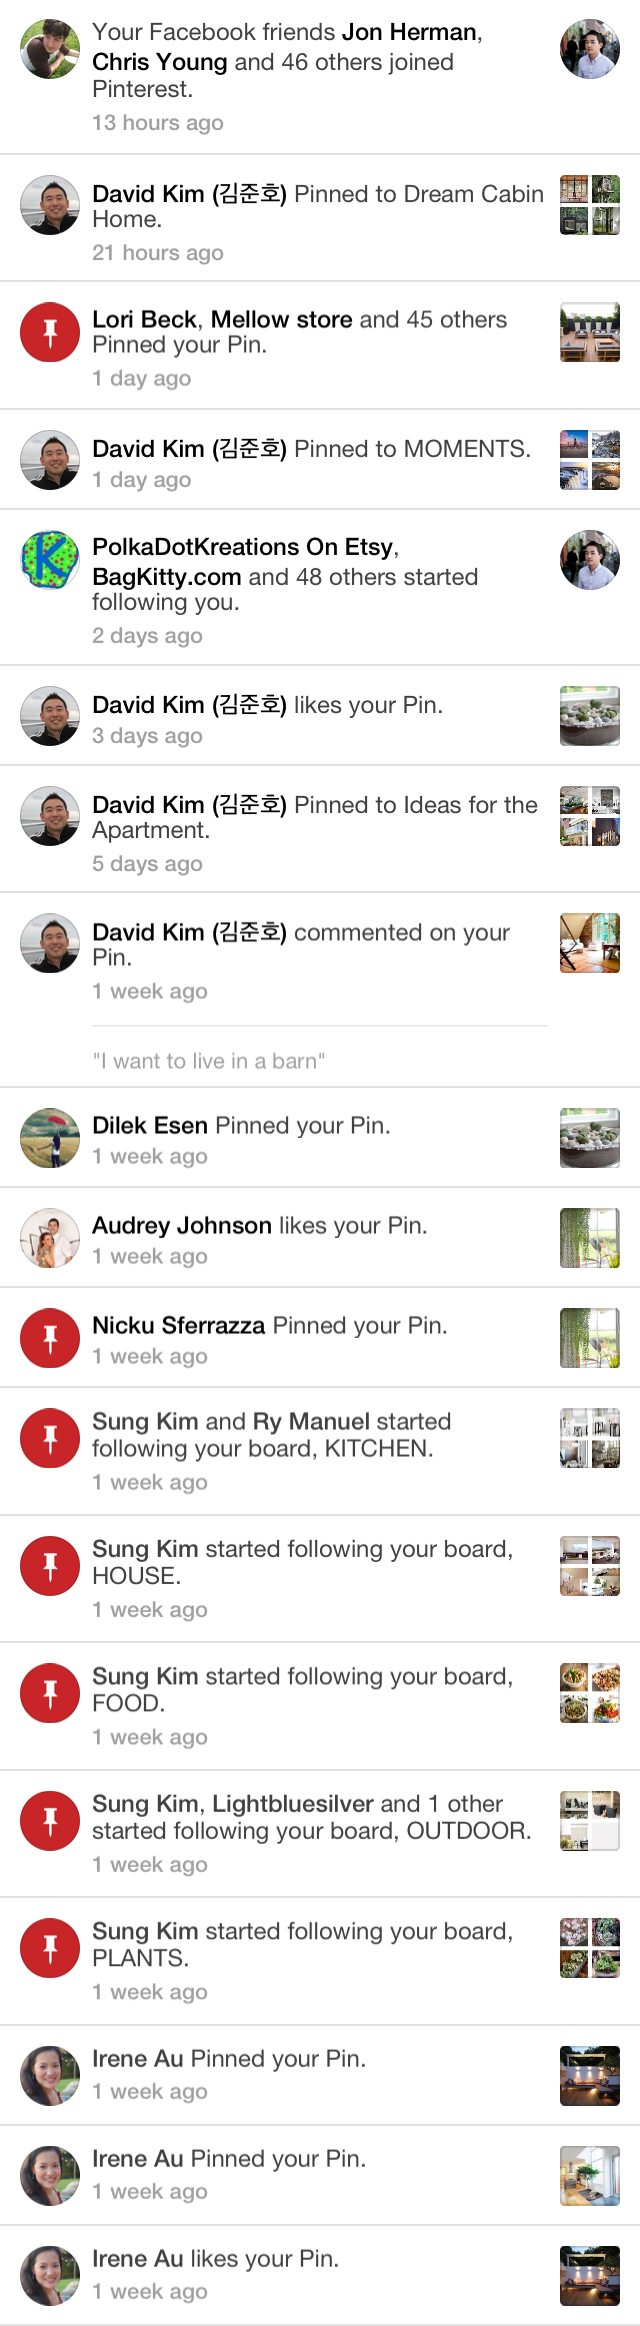 Your Facebook friends Jon Herman,
Chris Young and 46 others joined
Pinterest.
13 hours ago
David Kim (김준호) Pinned to Dream Cabin
Home.
21 hours ago
Lori Beck, Mellow store and 45 others
Pinned your Pin.
1 day ago
David Kim (김준호) Pinned to MOMENTS.
1 day ago
K
PolkaDotKreations On Etsy,
BagKitty.com and 48 others started
following you.
2 days ago
David Kim (김준호) likes your Pin.
3 days ago
David Kim (김준호) Pinned to Ideas for the
Apartment.
5 days ago
David Kim (김준호) commented on your
Pin.
1 week ago
"I want to live in a barn"
Dilek Esen Pinned your Pin.
1 week ago
Audrey Johnson likes your Pin.
1 week ago
Nicku Sferrazza Pinned your Pin.
1 week ago
Sung Kim and Ry Manuel started
following your board, KITCHEN.
1 week ago
Sung Kim started following your board,
HOUSE.
1 week ago
Sung Kim started following your board,
FOOD.
1 week ago
Sung Kim, Lightbluesilver and 1 other
started following your board, OUTDOOR.
1 week ago
Sung Kim started following your board,
PLANTS.
1 week ago
Irene Au Pinned your Pin.
1 week ago
Irene Au Pinned your Pin.
1 week ago
Irene Au likes your Pin.
1 week ago